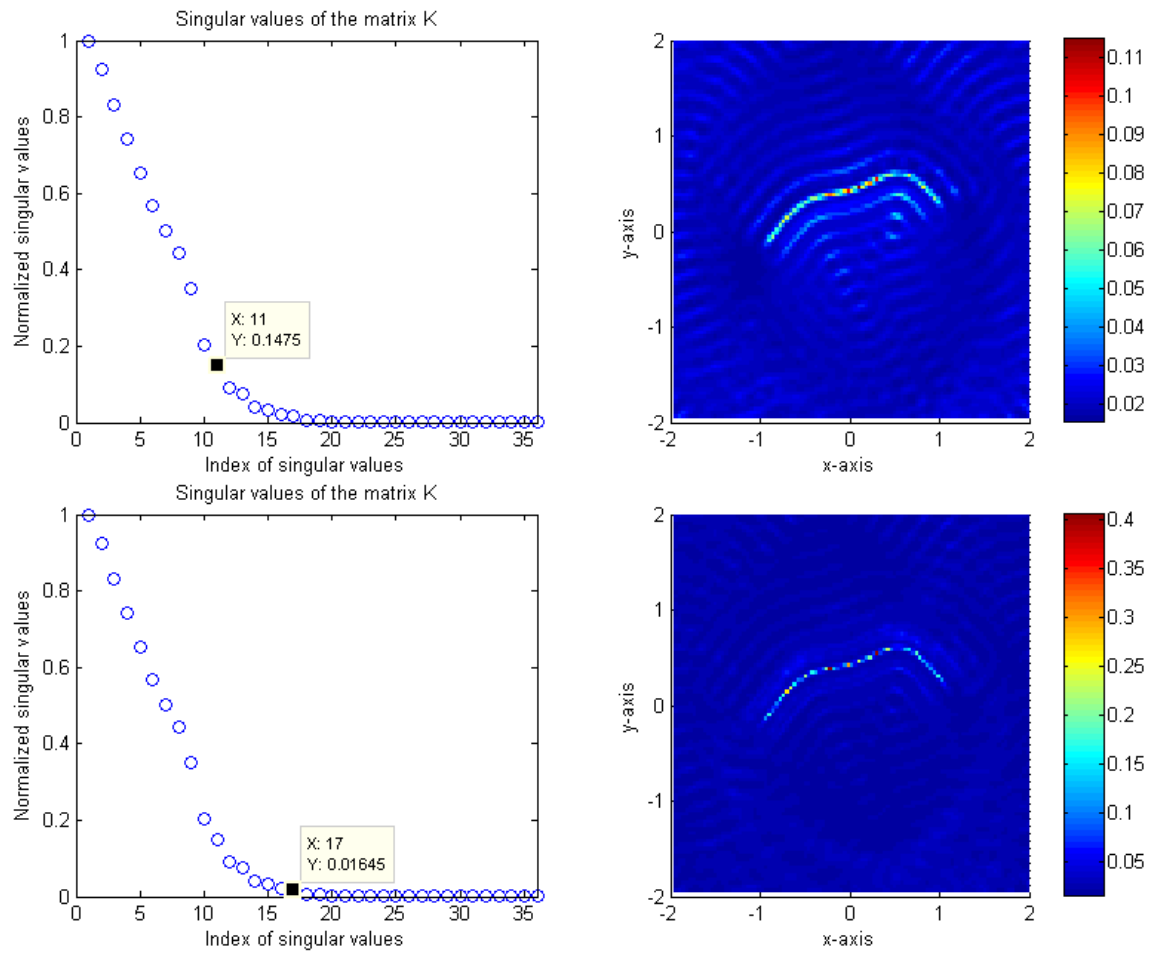 Singular values of the matrix K
Normalized singular values
1
0.8
0.6
0.4
0.2
0
X: 11
Y: 0.1475
0 5 10 15 20 25 30 35
Index of singular values
y-axis
2
1
0
-1
-2
-2 -1 0 1 2
x-axis
0.11
0.1
0.09
0.08
0.07
0.06
0.05
0.04
0.03
0.02
Singular values of the matrix K
Normalized singular values
1
0.8
0.6
0.4
0.2
0
X: 17
Y: 0.01645
0 5 10 15 20 25 30 35
Index of singular values
y-axis
2
1
0
-1
-2
-2 -1 0 1 2
x-axis
0.4
0.35
0.3
0.25
0.2
0.15
0.1
0.05